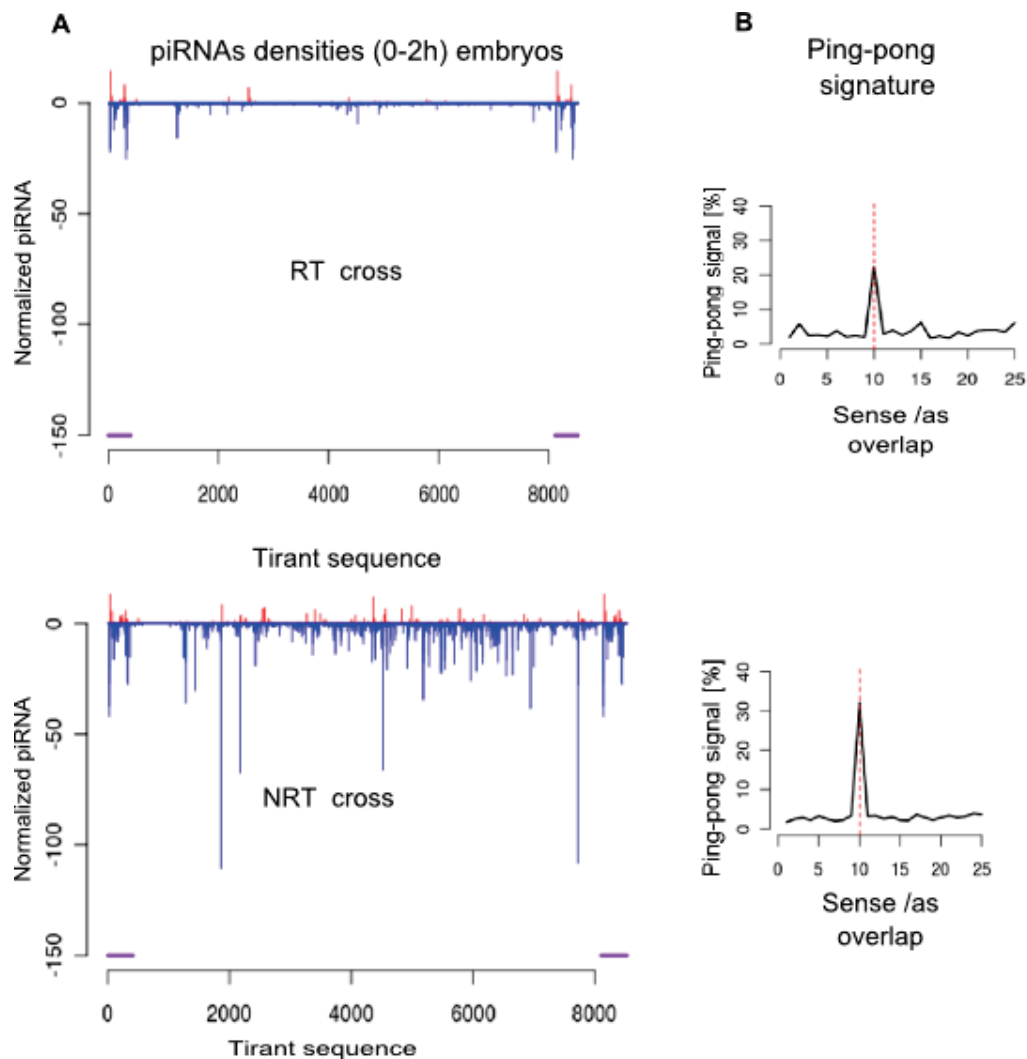 A
piRNAs densities (0-2h) embryos
Normalized piRNA
0
-50
-100
-150
RT cross
0 2000 4000 6000 8000
Tirant sequence
Normalized piRNA
0
-50
-100
-150
NRT cross
0 2000 4000 6000 8000
Tirant sequence
B
Ping-pong
signature
Ping-pong signal [%]
40
30
20
10
0
0 5 10 15 20 25
Sense /as
overlap
Ping-pong signal [%]
40
30
20
10
0
0 5 10 15 20 25
Sense /as
overlap